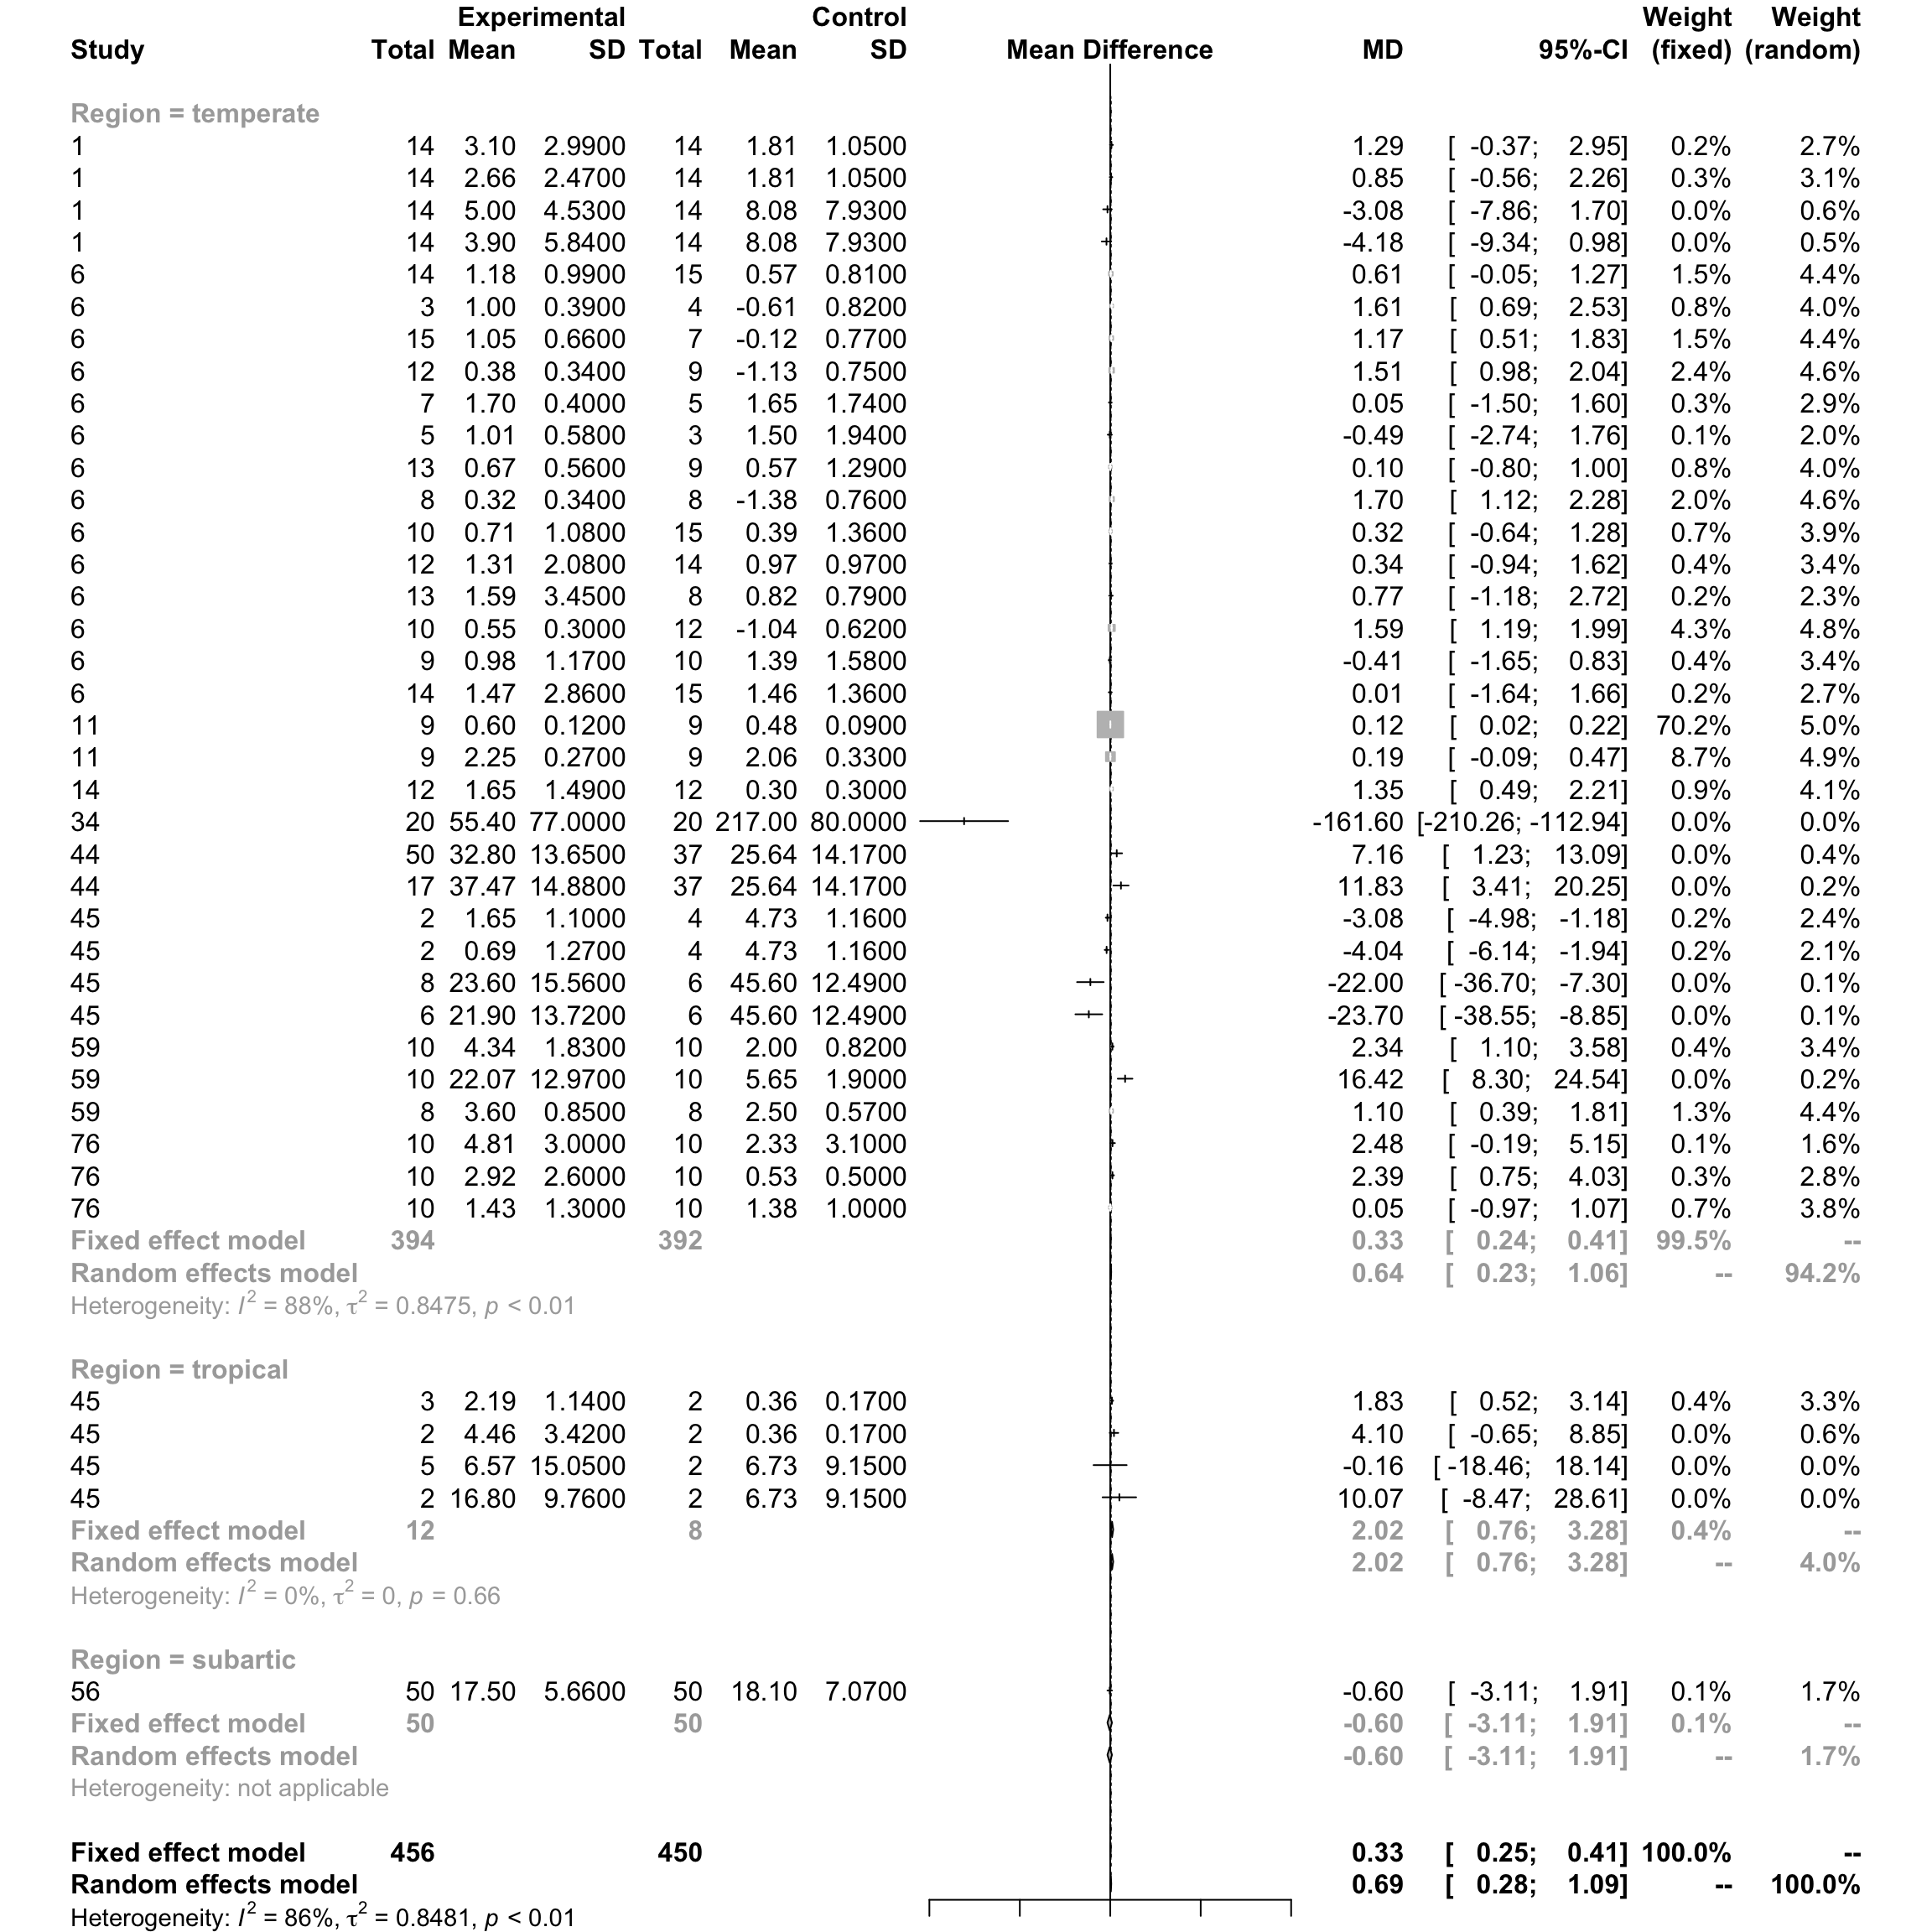 Experimental Control Weight Weight
Study Total Mean SD Total Mean SD Mean Difference MD 95%-CI (fixed) (random)
Region = temperate
1 14 3.10 2.9900 14 1.81 1.0500 1.29 [ -0.37; 2.95] 0.2% 2.7%
1 14 2.66 2.4700 14 1.81 1.0500 0.85 [ -0.56; 2.26] 0.3% 3.1%
1 14 5.00 4.5300 14 8.08 7.9300 -3.08 [ -7.86; 1.70] 0.0% 0.6%
1 14 3.90 5.8400 14 8.08 7.9300 -4.18 [ -9.34; 0.98] 0.0% 0.5%
6 14 1.18 0.9900 15 0.57 0.8100 0.61 [ -0.05; 1.27] 1.5% 4.4%
6 3 1.00 0.3900 4 -0.61 0.8200 1.61 [ 0.69; 2.53] 0.8% 4.0%
6 15 1.05 0.6600 7 -0.12 0.7700 1.17 [ 0.51; 1.83] 1.5% 4.4%
6 12 0.38 0.3400 9 -1.13 0.7500 1.51 [ 0.98; 2.04] 2.4% 4.6%
6 7 1.70 0.4000 5 1.65 1.7400 0.05 [ -1.50; 1.60] 0.3% 2.9%
6 5 1.01 0.5800 3 1.50 1.9400 -0.49 [ -2.74; 1.76] 0.1% 2.0%
6 13 0.67 0.5600 9 0.57 1.2900 0.10 [ -0.80; 1.00] 0.8% 4.0%
6 8 0.32 0.3400 8 -1.38 0.7600 1.70 [ 1.12; 2.28] 2.0% 4.6%
6 10 0.71 1.0800 15 0.39 1.3600 0.32 [ -0.64; 1.28] 0.7% 3.9%
6 12 1.31 2.0800 14 0.97 0.9700 0.34 [ -0.94; 1.62] 0.4% 3.4%
6 13 1.59 3.4500 8 0.82 0.7900 0.77 [ -1.18; 2.72] 0.2% 2.3%
6 10 0.55 0.3000 12 -1.04 0.6200 1.59 [ 1.19; 1.99] 4.3% 4.8%
6 9 0.98 1.1700 10 1.39 1.5800 -0.41 [ -1.65; 0.83] 0.4% 3.4%
6 14 1.47 2.8600 15 1.46 1.3600 0.01 [ -1.64; 1.66] 0.2% 2.7%
11 9 0.60 0.1200 9 0.48 0.0900 0.12 [ 0.02; 0.22] 70.2% 5.0%
11 9 2.25 0.2700 9 2.06 0.3300 0.19 [ -0.09; 0.47] 8.7% 4.9%
14 12 1.65 1.4900 12 0.30 0.3000 1.35 [ 0.49; 2.21] 0.9% 4.1%
34 20 55.40 77.0000 20 217.00 80.0000 -161.60 [-210.26; -112.94] 0.0% 0.0%
44 50 32.80 13.6500 37 25.64 14.1700 7.16 [ 1.23; 13.09] 0.0% 0.4%
44 17 37.47 14.8800 37 25.64 14.1700 11.83 [ 3.41; 20.25] 0.0% 0.2%
45 2 1.65 1.1000 4 4.73 1.1600 -3.08 [ -4.98; -1.18] 0.2% 2.4%
45 2 0.69 1.2700 4 4.73 1.1600 -4.04 [ -6.14; -1.94] 0.2% 2.1%
45 8 23.60 15.5600 6 45.60 12.4900 -22.00 [ -36.70; -7.30] 0.0% 0.1%
45 6 21.90 13.7200 6 45.60 12.4900 -23.70 [ -38.55; -8.85] 0.0% 0.1%
59 10 4.34 1.8300 10 2.00 0.8200 2.34 [ 1.10; 3.58] 0.4% 3.4%
59 10 22.07 12.9700 10 5.65 1.9000 16.42 [ 8.30; 24.54] 0.0% 0.2%
59 8 3.60 0.8500 8 2.50 0.5700 1.10 [ 0.39; 1.81] 1.3% 4.4%
76 10 4.81 3.0000 10 2.33 3.1000 2.48 [ -0.19; 5.15] 0.1% 1.6%
76 10 2.92 2.6000 10 0.53 0.5000 2.39 [ 0.75; 4.03] 0.3% 2.8%
76 10 1.43 1.3000 10 1.38 1.0000 0.05 [ -0.97; 1.07] 0.7% 3.8%
Fixed effect model 394 392 0.33 [ 0.24; 0.41] 99.5% --
Random effects model 0.64 [ 0.23; 1.06] -- 94.2%
Heterogeneity: I² = 88%, τ² = 0.8475, p < 0.01
Region = tropical
45 3 2.19 1.1400 2 0.36 0.1700 1.83 [ 0.52; 3.14] 0.4% 3.3%
45 2 4.46 3.4200 2 0.36 0.1700 4.10 [ -0.65; 8.85] 0.0% 0.6%
45 5 6.57 15.0500 2 6.73 9.1500 -0.16 [ -18.46; 18.14] 0.0% 0.0%
45 2 16.80 9.7600 2 6.73 9.1500 10.07 [ -8.47; 28.61] 0.0% 0.0%
Fixed effect model 12 8 2.02 [ 0.76; 3.28] 0.4% --
Random effects model 2.02 [ 0.76; 3.28] -- 4.0%
Heterogeneity: I² = 0%, τ² = 0, p = 0.66
Region = subartic
56 50 17.50 5.6600 50 18.10 7.0700 -0.60 [ -3.11; 1.91] 0.1% 1.7%
Fixed effect model 50 50 -0.60 [ -3.11; 1.91] 0.1% --
Random effects model -0.60 [ -3.11; 1.91] -- 1.7%
Heterogeneity: not applicable
Fixed effect model 456 450 0.33 [ 0.25; 0.41] 100.0% --
Random effects model 0.69 [ 0.28; 1.09] -- 100.0%
Heterogeneity: I² = 86%, τ² = 0.8481, p < 0.01